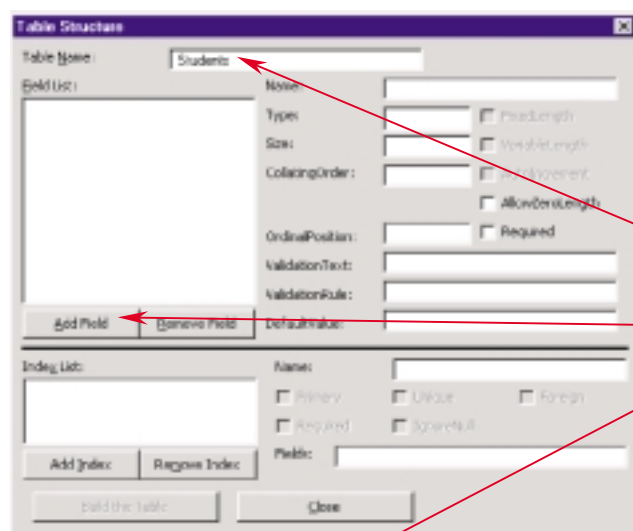 Table Structure
Table Name: Students
Field List:
Name:
Type:
FixedLength
Size:
VariableLength
CollatingOrder:
AutoIncrement
AllowZeroLength
OrdinalPosition:
Required
ValidationText:
ValidationRule:
Add Field Remove Field DefaultValue:
Index List:
Name:
Primary Unique Foreign
Required IgnoreNull
Add Index Remove Index
Fields:
Build the Table Close